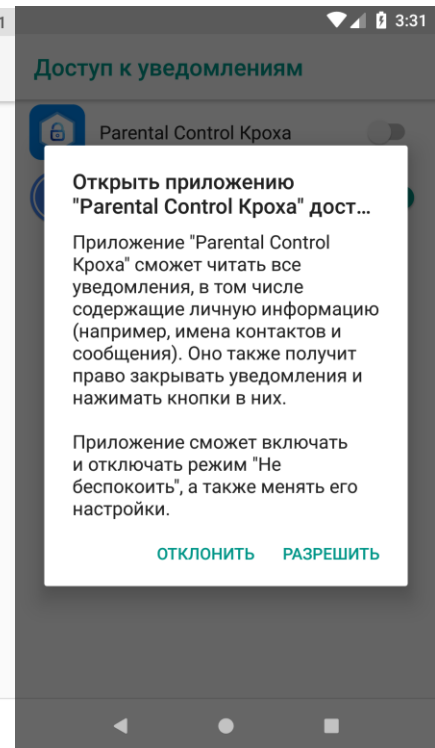 3:31
Доступ к уведомлениям
Parental Control Кроха
Открыть приложению
"Parental Control Кроха" дост...
Приложение "Parental Control
Кроха" сможет читать все
уведомления, в том числе
содержащие личную информацию
(например, имена контактов и
сообщения). Оно также получит
право закрывать уведомления и
нажимать кнопки в них.
Приложение сможет включать
и отключать режим "Не
беспокоить", а также менять его
настройки.
ОТКЛОНИТЬ РАЗРЕШИТЬ